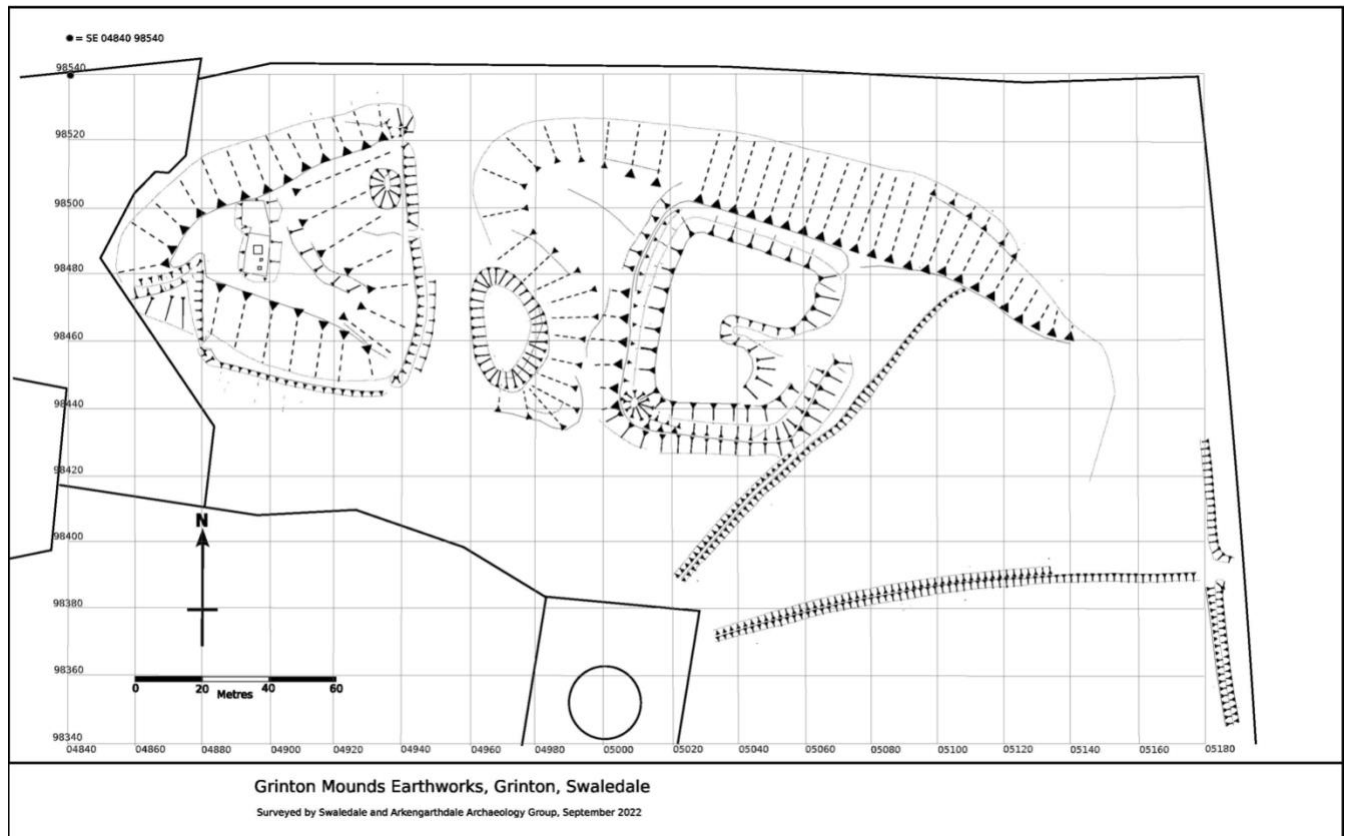 = SE 04840 98540
98540
98520
98500
98480
98460
98440
98420
98400
98380
98360
98340
N
0 20 40 60
Metres
04840 04860 04880 04900 04920 04940 04960 04980 05000 05020 05040 05060 05080 05100 05120 05140 05160 05180
Grinton Mounds Earthworks, Grinton, Swaledale
Surveyed by Swaledale and Arkengarthdale Archaeology Group, September 2022